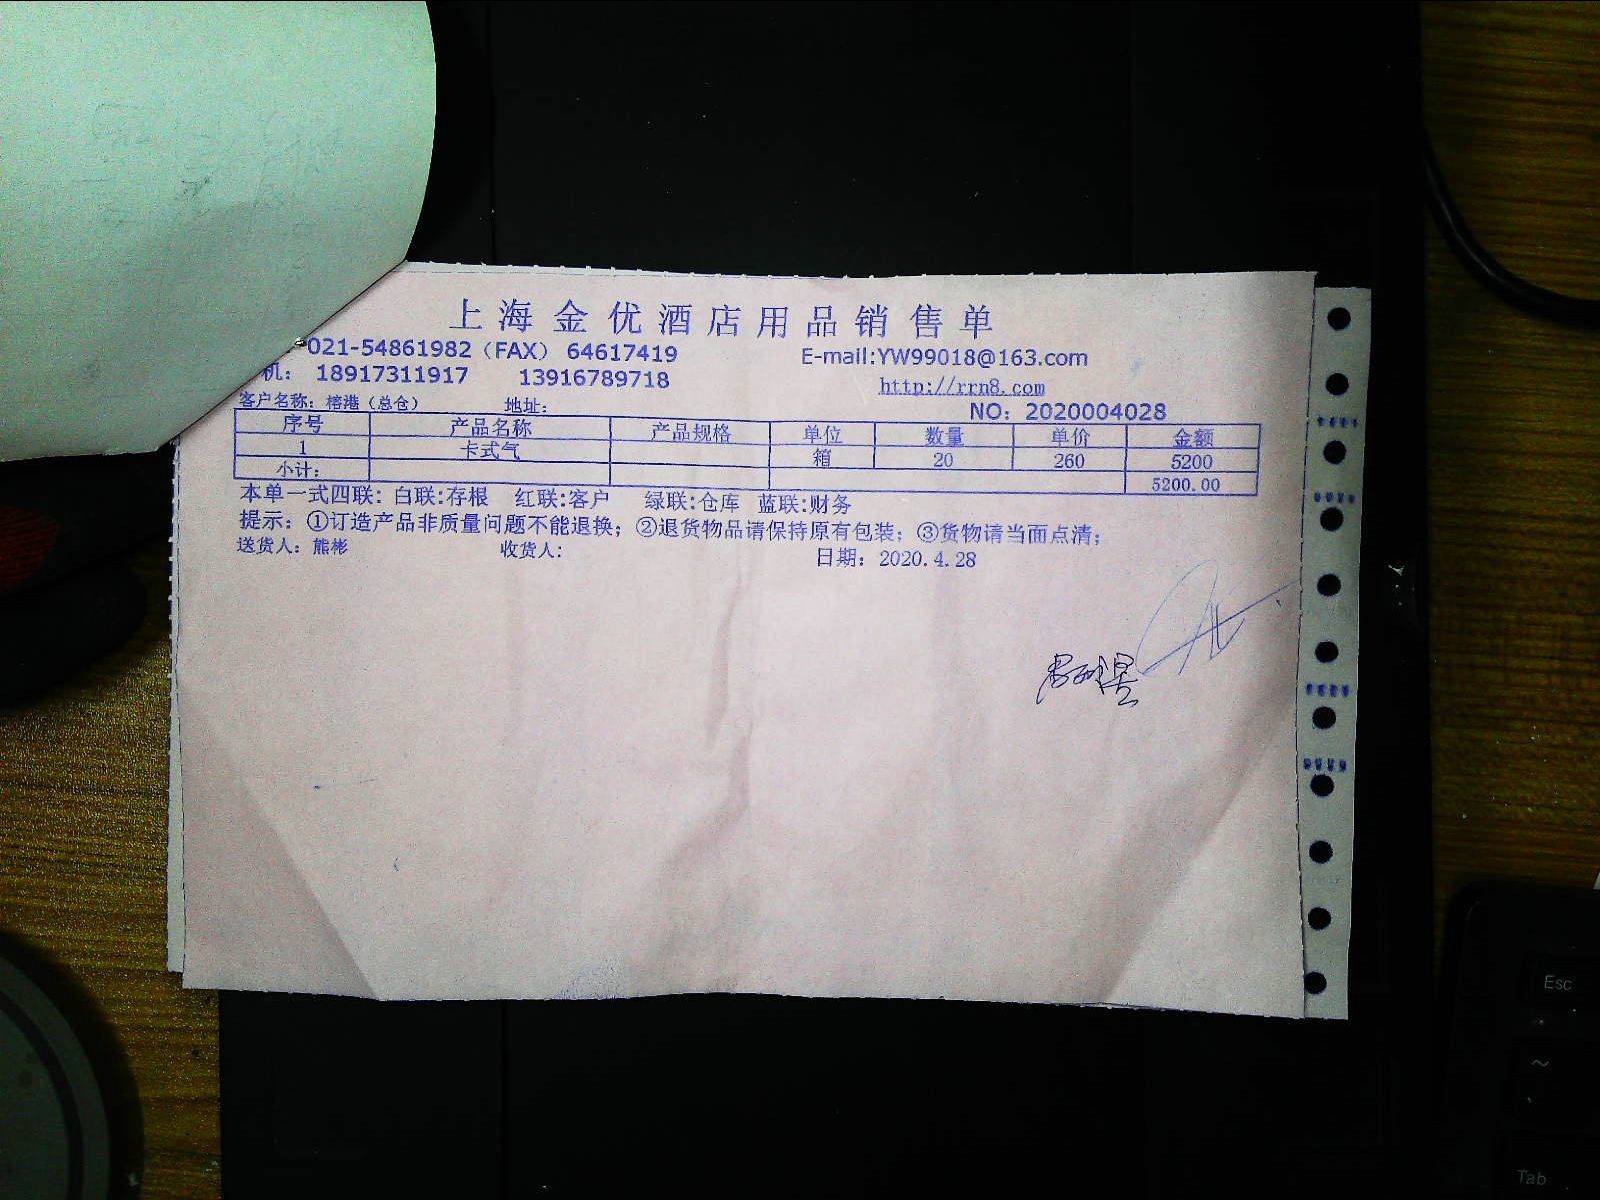 上海金优酒店用品销售单
021-54861982（FAX） 64617419 E-mail:YW99018@163.com
机： 18917311917 13916789718 http://rrn8.com
客户名称：榕港（总仓） 地址： NO：2020004028
序号 产品名称 产品规格 单位 数量 单价 金额
1 卡式气 箱 20 260 5200
小计： 5200.00
本单一式四联：白联:存根 红联:客户 绿联:仓库 蓝联:财务
提示：①订造产品非质量问题不能退换；②退货物品请保持原有包装；③货物请当面点清；
送货人：熊彬 收货人： 日期：2020.4.28
Esc
~
Tab